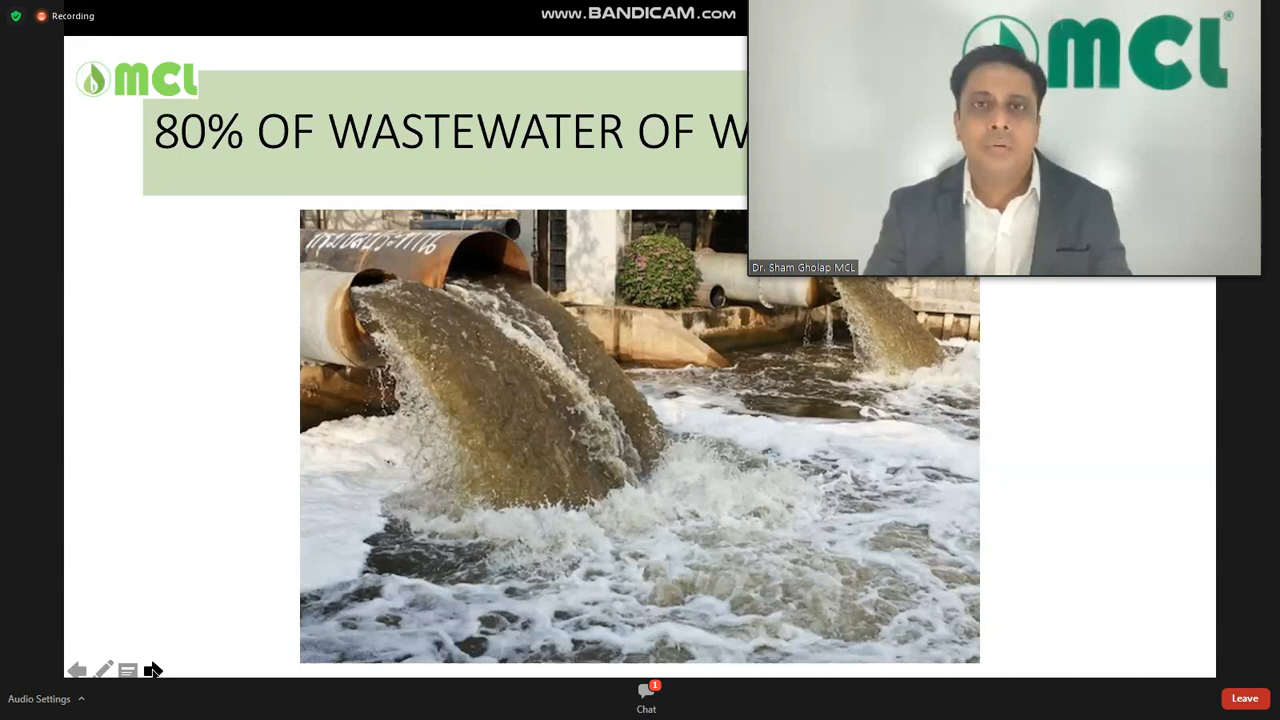 Recording
www.BANDICAM.com
MCL
MCL®
80% OF WASTEWATER OF W
Dr. Sham Gholap MCL
Audio Settings
1
Chat
Leave